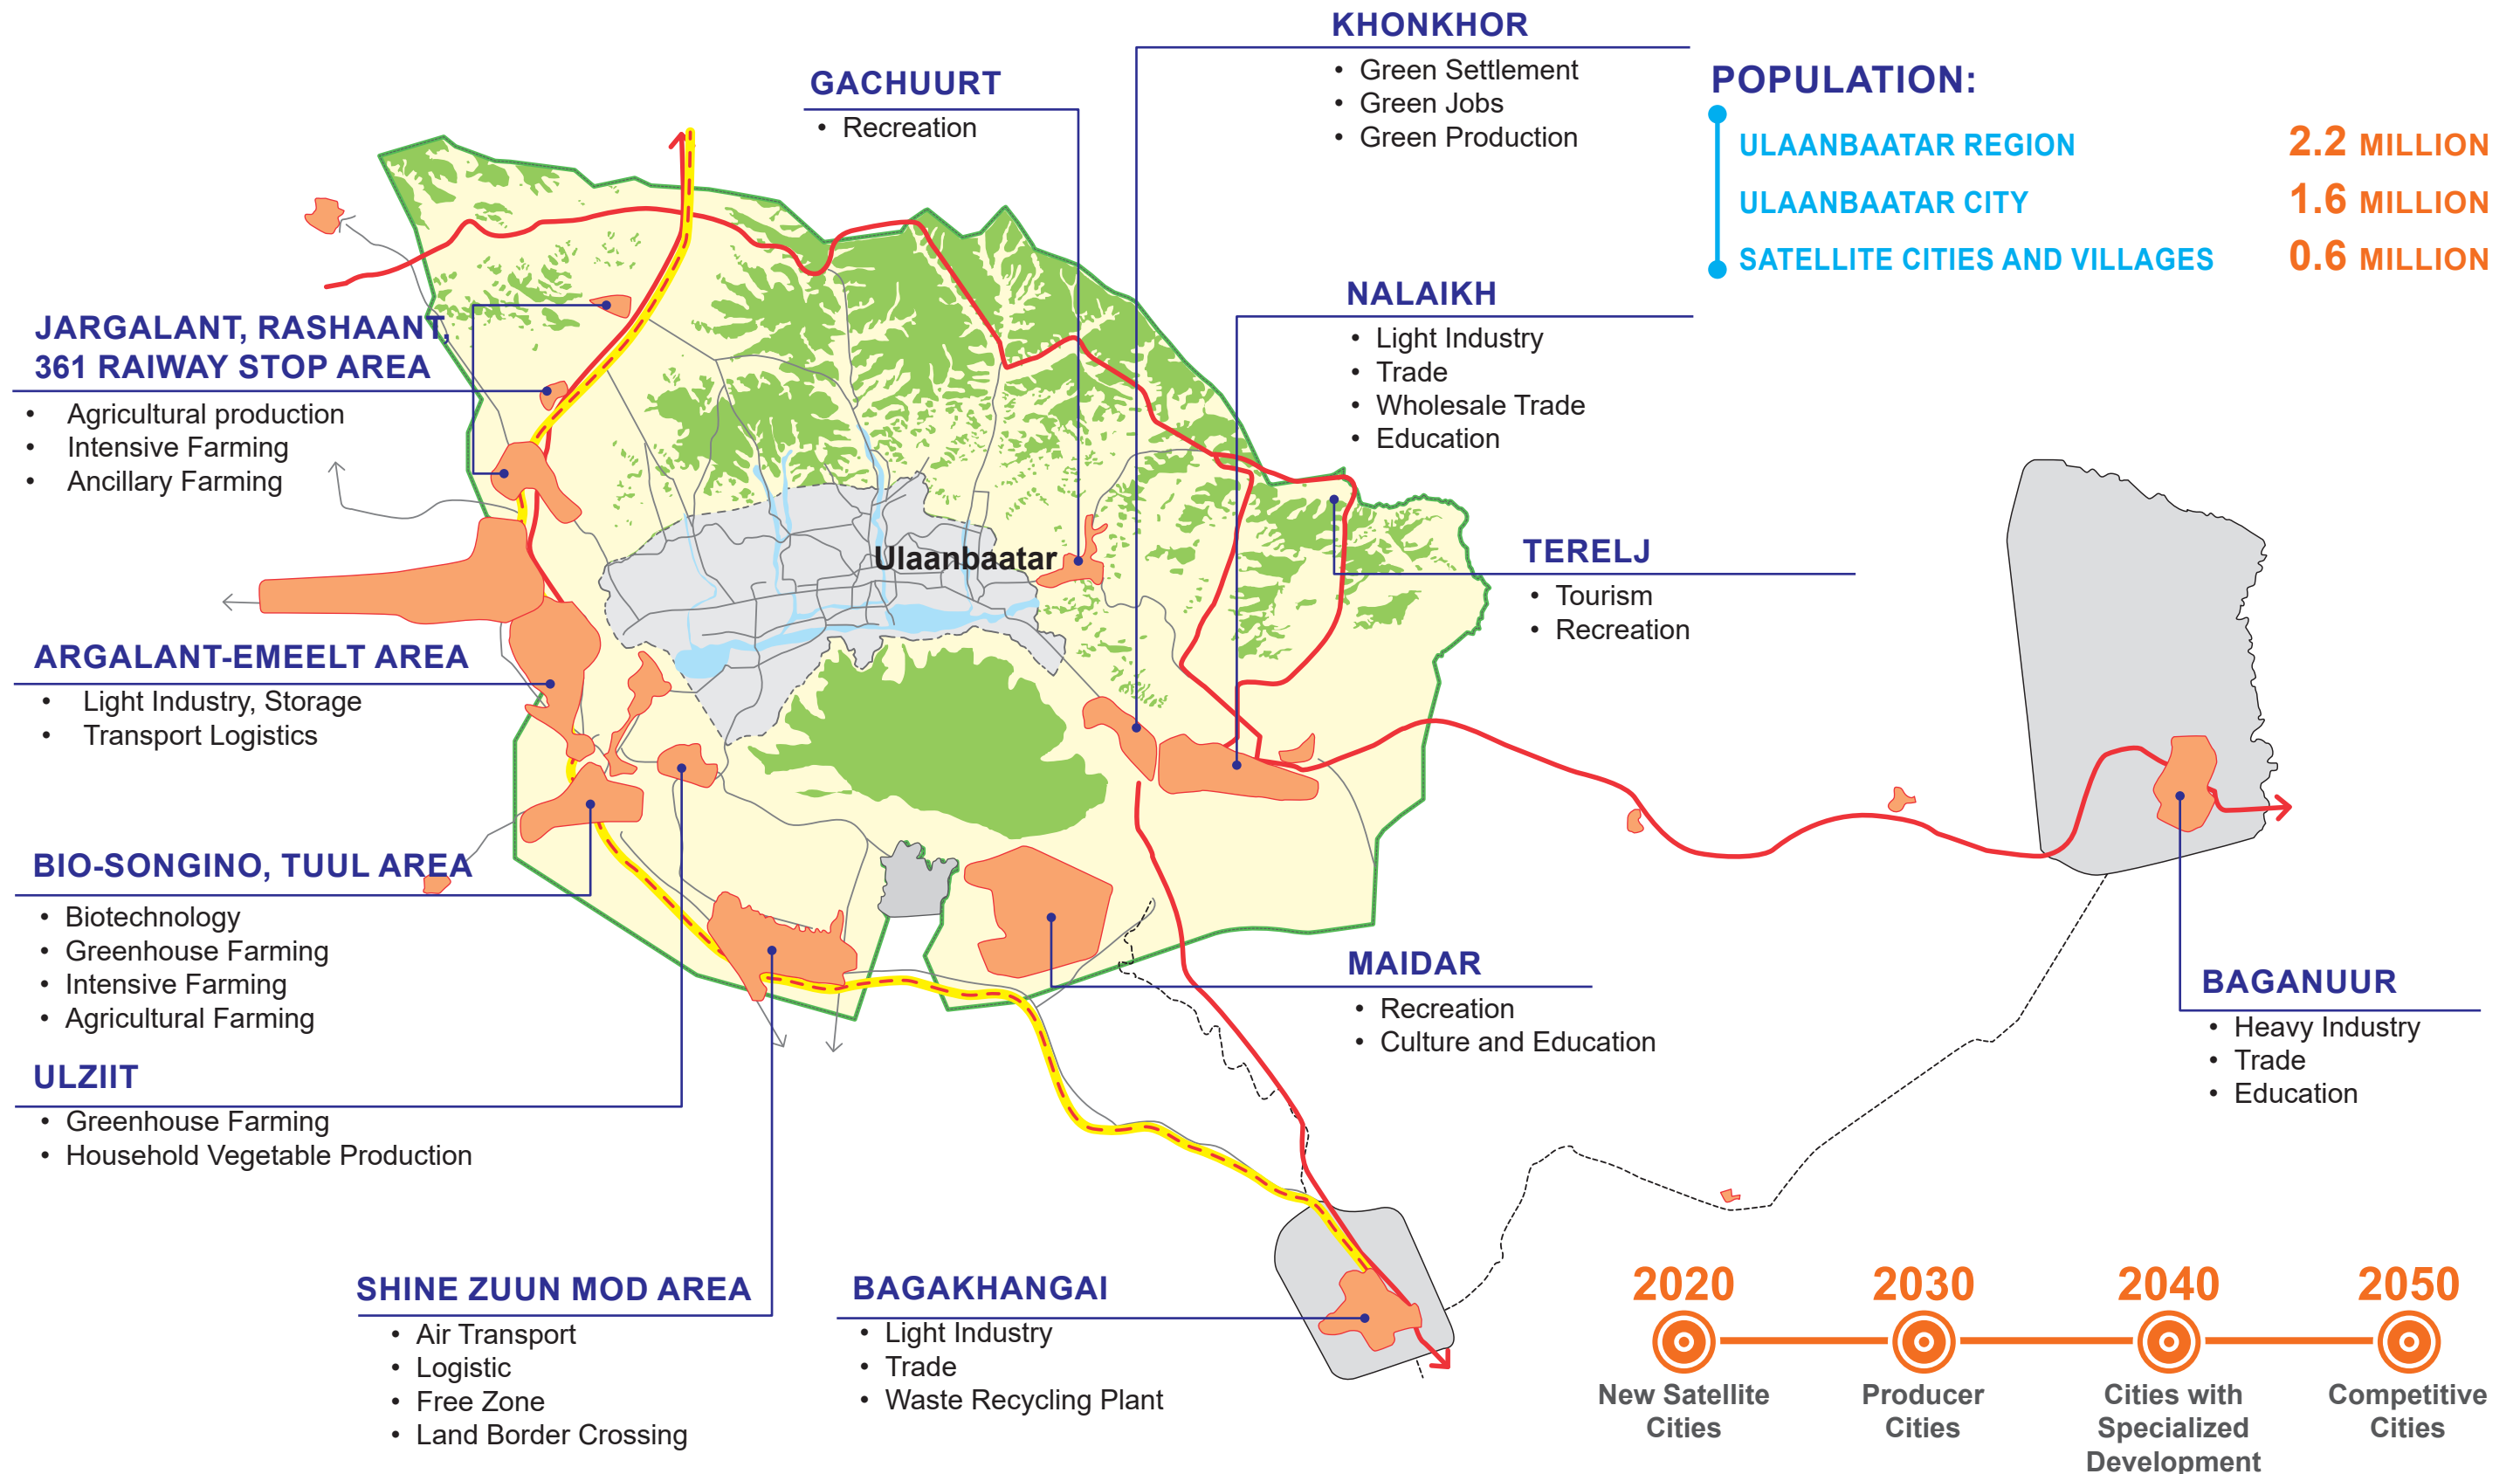 KHONKHOR
• Green Settlement
• Green Jobs
• Green Production
GACHUURT
• Recreation
POPULATION:
ULAANBAATAR REGION 2.2 MILLION
ULAANBAATAR CITY 1.6 MILLION
SATELLITE CITIES AND VILLAGES 0.6 MILLION
NALAIKH
• Light Industry
• Trade
• Wholesale Trade
• Education
JARGALANT, RASHAANT,
361 RAIWAY STOP AREA
• Agricultural production
• Intensive Farming
• Ancillary Farming
Ulaanbaatar
TERELJ
• Tourism
• Recreation
ARGALANT-EMEELT AREA
• Light Industry, Storage
• Transport Logistics
BIO-SONGINO, TUUL AREA
• Biotechnology
• Greenhouse Farming
• Intensive Farming
• Agricultural Farming
MAIDAR
• Recreation
• Culture and Education
BAGANUUR
• Heavy Industry
• Trade
• Education
ULZIIT
• Greenhouse Farming
• Household Vegetable Production
SHINE ZUUN MOD AREA
• Air Transport
• Logistic
• Free Zone
• Land Border Crossing
BAGAKHANGAI
• Light Industry
• Trade
• Waste Recycling Plant
2020
New Satellite
Cities
2030
Producer
Cities
2040
Cities with
Specialized
Development
2050
Competitive
Cities